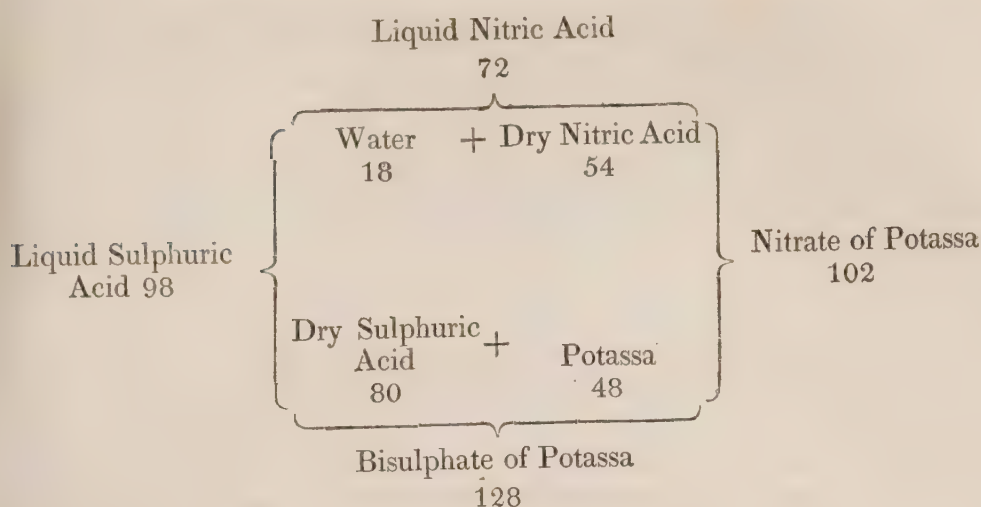 Liquid Nitric Acid
72
Water + Dry Nitric Acid
18 54
Liquid Sulphuric
Acid 98
Nitrate of Potassa
102
Dry Sulphuric
Acid + Potassa
80 48
Bisulphate of Potassa
128